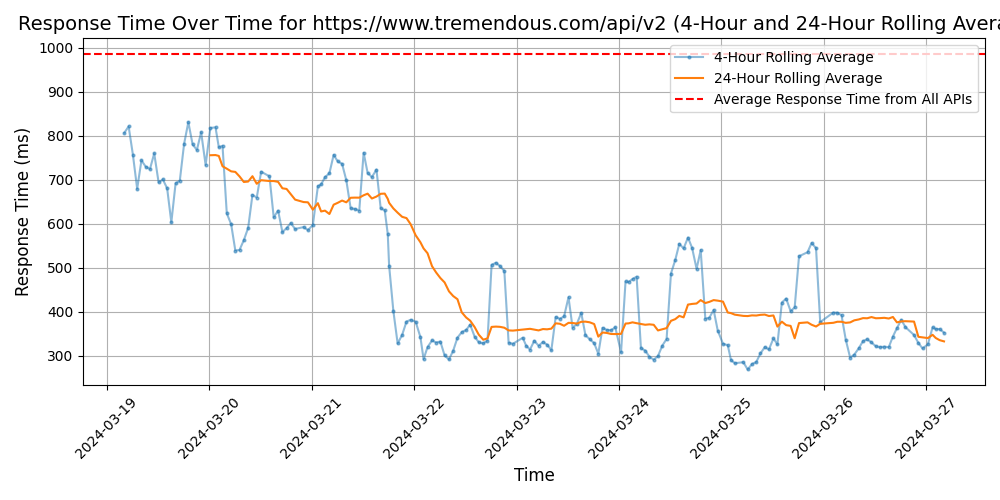 Response Time Over Time for https://www.tremendous.com/api/v2 (4-Hour and 24-Hour Rolling Avera
4-Hour Rolling Average
24-Hour Rolling Average
Average Response Time from All APIs
Response Time (ms)
1000
900
800
700
600
500
400
300
2024-03-19
2024-03-20
2024-03-21
2024-03-22
2024-03-23
2024-03-24
2024-03-25
2024-03-26
2024-03-27
Time